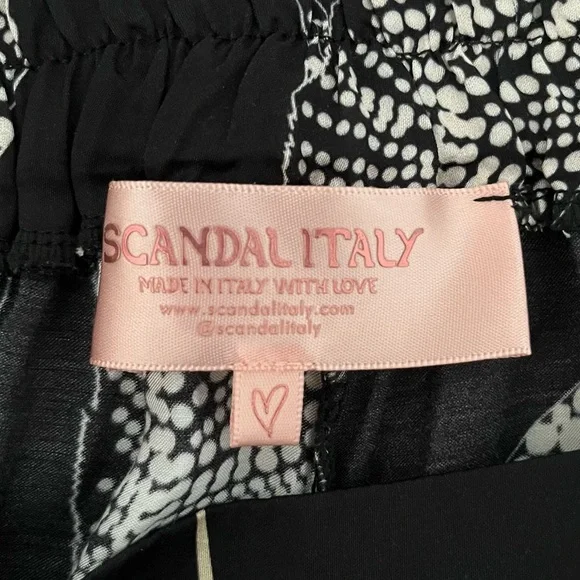 SCANDAL ITALY
MADE IN ITALY WITH LOVE
www.scandalitaly.com
@scandalitaly